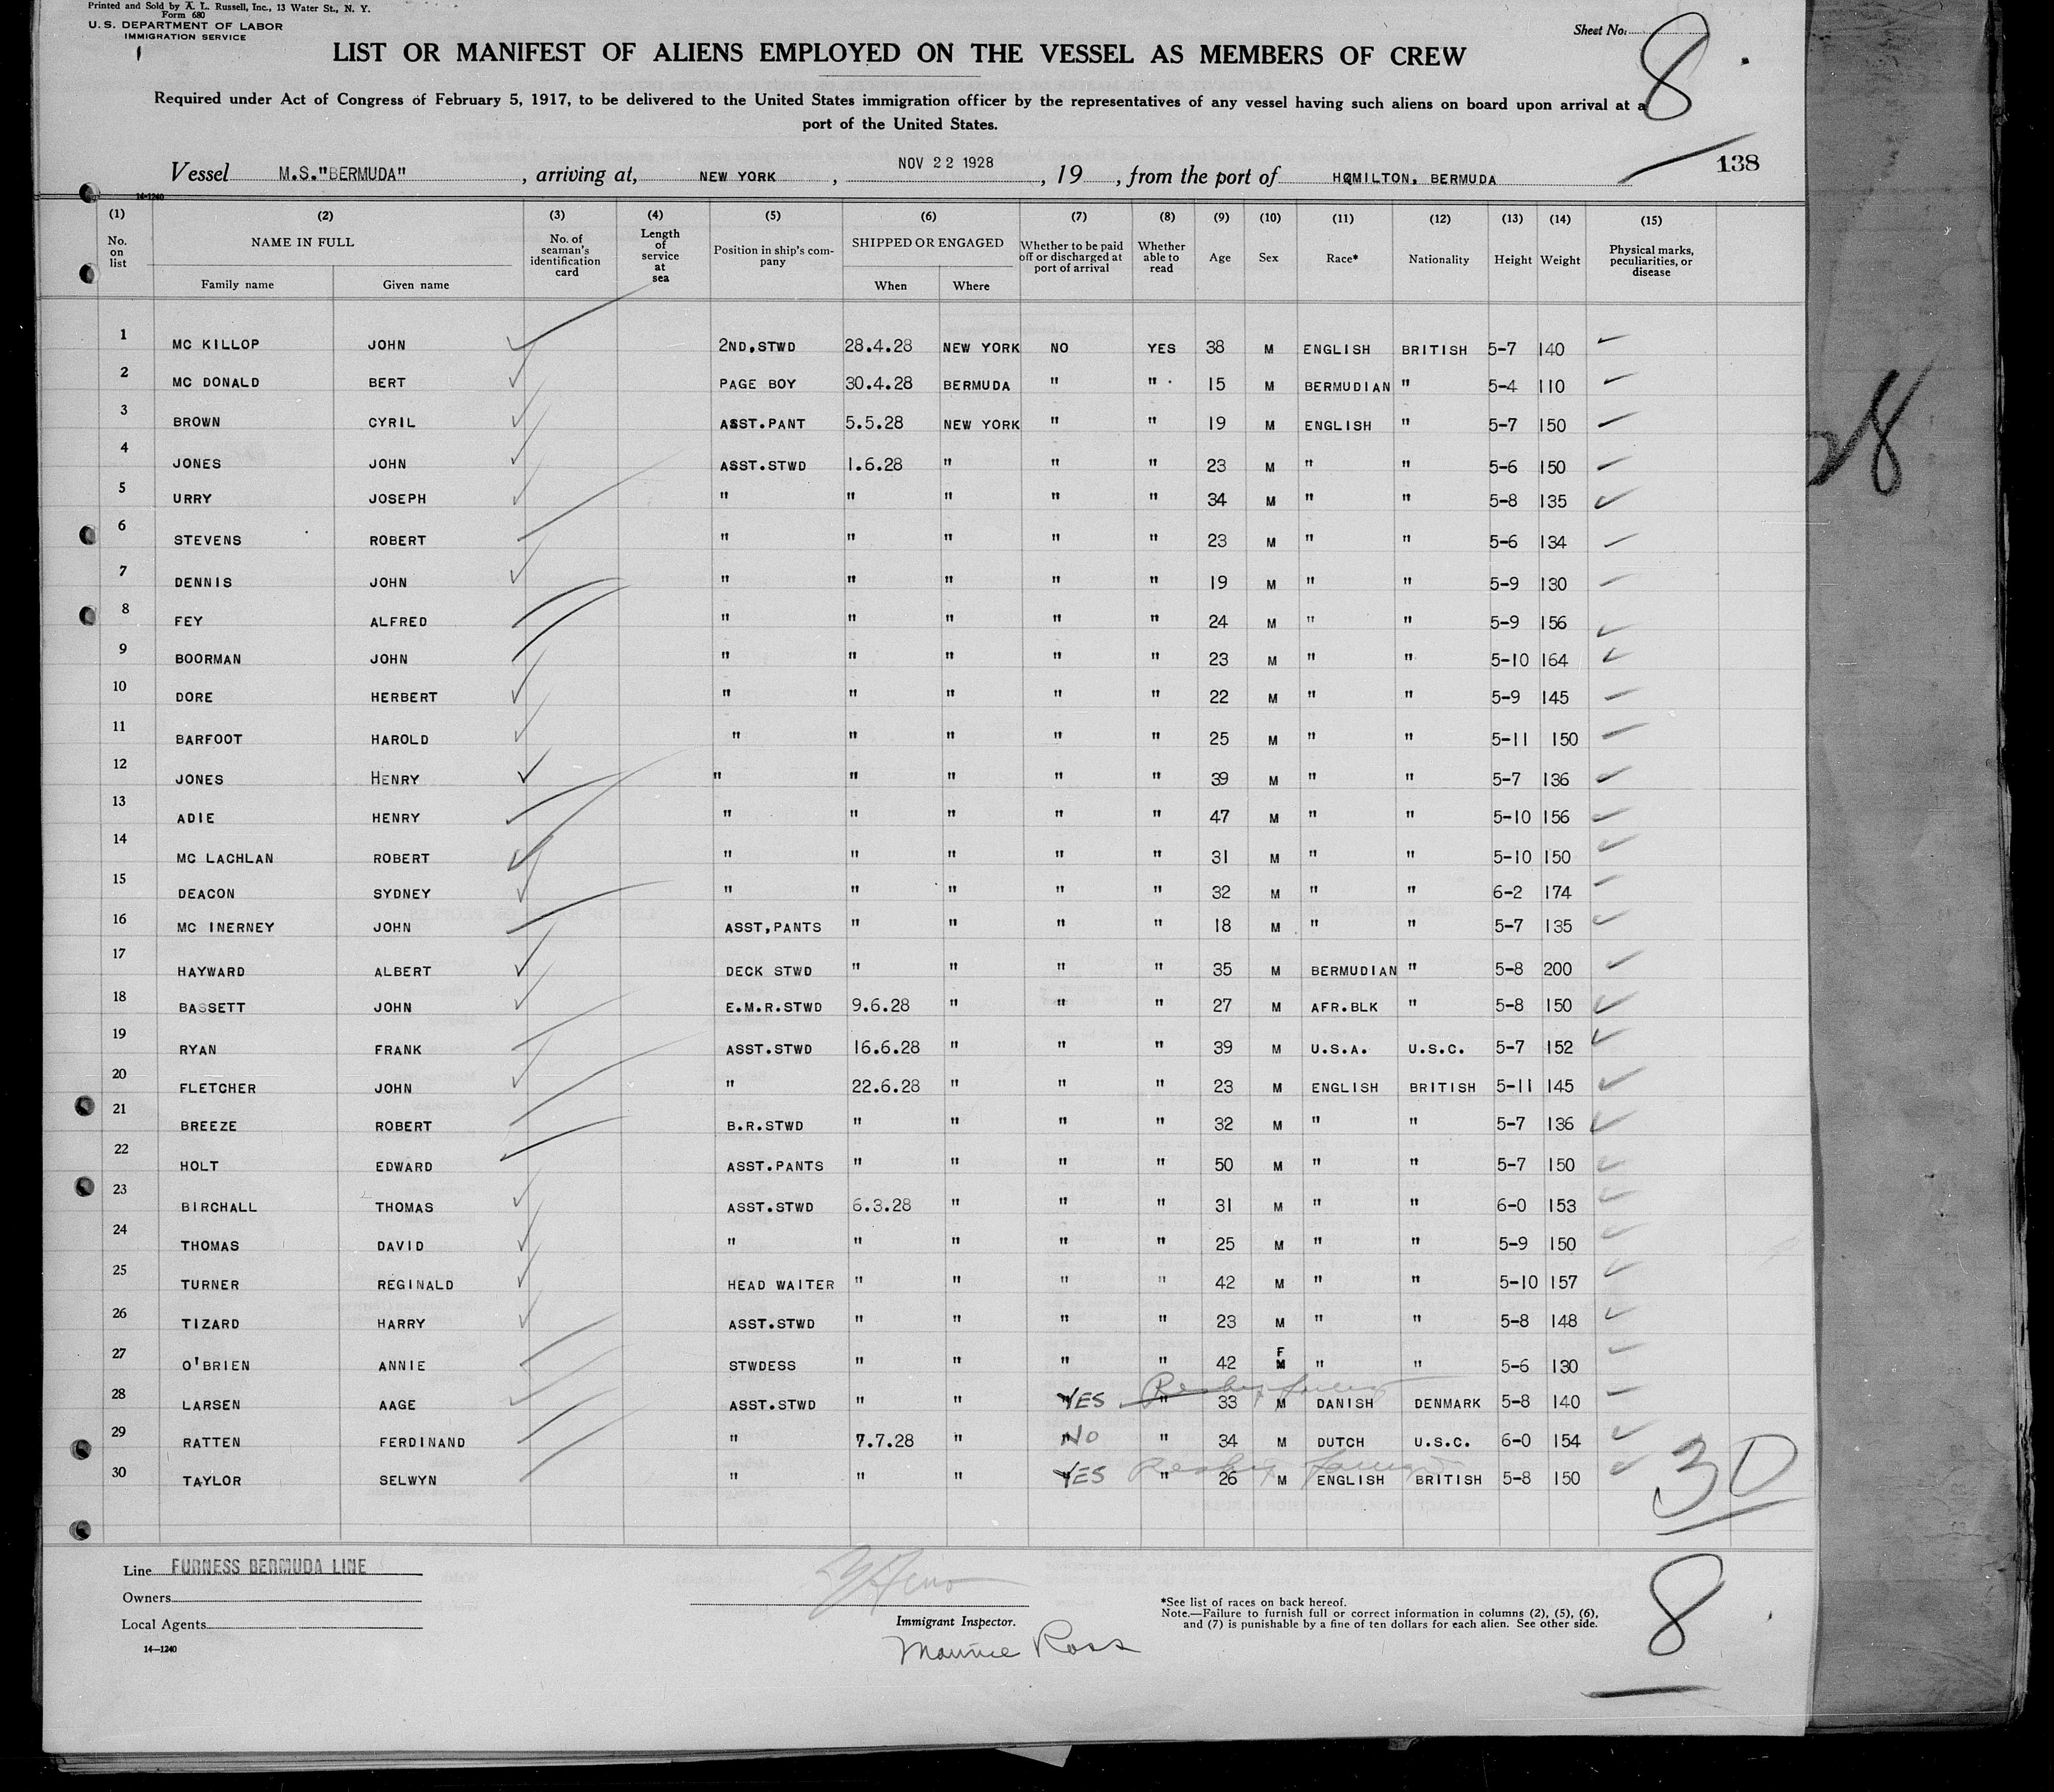 Printed and Sold by A. L. Russell, Inc., 13 Water St., N. Y.
Form 680
U. S. DEPARTMENT OF LABOR
IMMIGRATION SERVICE
Sheet No. 8
LIST OR MANIFEST OF ALIENS EMPLOYED ON THE VESSEL AS MEMBERS OF CREW
Required under Act of Congress of February 5, 1917, to be delivered to the United States immigration officer by the representatives of any vessel having such aliens on board upon arrival at a
port of the United States.
Vessel M.S."BERMUDA" , arriving at, NEW YORK , NOV 22 1928 , 19 , from the port of HQMILTON, BERMUDA 138
14-1240
(1) (2) (3) (4) (5) (6) (7) (8) (9) (10) (11) (12) (13) (14) (15)
No. on list NAME IN FULL Family name Given name No. of seaman's identification card Length of service at sea Position in ship's company SHIPPED OR ENGAGED When Where Whether to be paid off or discharged at port of arrival Whether able to read Age Sex Race* Nationality Height Weight Physical marks, peculiarities, or disease
1 MC KILLOP JOHN 2ND,STWD 28.4.28 NEW YORK NO YES 38 M ENGLISH BRITISH 5-7 140
2 MC DONALD BERT PAGE BOY 30.4.28 BERMUDA " " 15 M BERMUDIAN " 5-4 110
3 BROWN CYRIL ASST.PANT 5.5.28 NEW YORK " " 19 M ENGLISH " 5-7 150
4 JONES JOHN ASST.STWD 1.6.28 " " " 23 M " " 5-6 150
5 URRY JOSEPH " " " " " 34 M " " 5-8 135
6 STEVENS ROBERT " " " " " 23 M " " 5-6 134
7 DENNIS JOHN " " " " " 19 M " " 5-9 130
8 FEY ALFRED " " " " " 24 M " " 5-9 156
9 BOORMAN JOHN " " " " " 23 M " " 5-10 164
10 DORE HERBERT " " " " " 22 M " " 5-9 145
11 BARFOOT HAROLD " " " " " 25 M " " 5-11 150
12 JONES HENRY " " " " " 39 M " " 5-7 136
13 ADIE HENRY " " " " " 47 M " " 5-10 156
14 MC LACHLAN ROBERT " " " " " 31 M " " 5-10 150
15 DEACON SYDNEY " " " " " 32 M " " 6-2 174
16 MC INERNEY JOHN ASST,PANTS " " " " 18 M " " 5-7 135
17 HAYWARD ALBERT DECK STWD " " " " 35 M BERMUDIAN " 5-8 200
18 BASSETT JOHN E.M.R.STWD 9.6.28 " " " 27 M AFR.BLK " 5-8 150
19 RYAN FRANK ASST.STWD 16.6.28 " " " 39 M U.S.A. U.S.C. 5-7 152
20 FLETCHER JOHN " 22.6.28 " " " 23 M ENGLISH BRITISH 5-11 145
21 BREEZE ROBERT B.R.STWD " " " " 32 M " " 5-7 136
22 HOLT EDWARD ASST.PANTS " " " " 50 M " " 5-7 150
23 BIRCHALL THOMAS ASST.STWD 6.3.28 " " " 31 M " " 6-0 153
24 THOMAS DAVID " " " " " 25 M " " 5-9 150
25 TURNER REGINALD HEAD WAITER " " " " 42 M " " 5-10 157
26 TIZARD HARRY ASST.STWD " " " " 23 M " " 5-8 148
27 O'BRIEN ANNIE STWDESS " " " " 42 F " " 5-6 130
28 LARSEN AAGE ASST.STWD " " YES " 33 M DANISH DENMARK 5-8 140
29 RATTEN FERDINAND " 7.7.28 " NO " 34 M DUTCH U.S.C. 6-0 154
30 TAYLOR SELWYN " " " YES " 26 M ENGLISH BRITISH 5-8 150
30
28
Line FURNESS BERMUDA LINE
Owners
Local Agents
14-1240
Immigrant Inspector.
Maurice Ross
*See list of races on back hereof.
Note.—Failure to furnish full or correct information in columns (2), (5), (6),
and (7) is punishable by a fine of ten dollars for each alien. See other side.
8